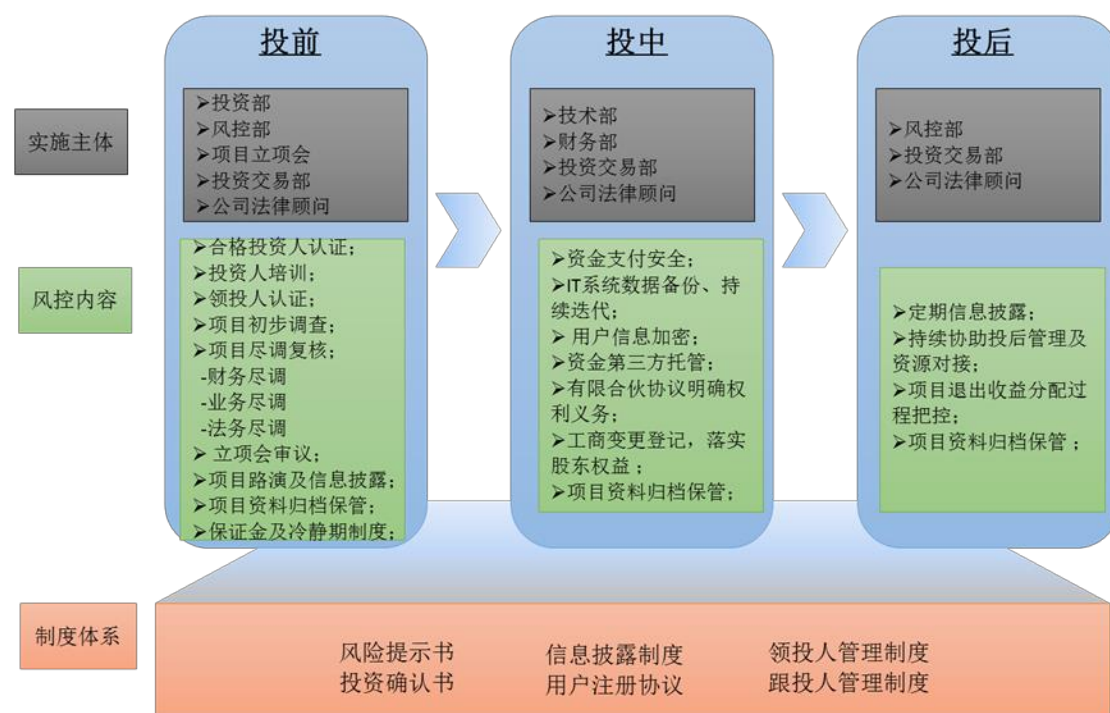 投前
投中
投后
实施主体
➢投资部
➢风控部
➢项目立项会
➢投资交易部
➢公司法律顾问
➢技术部
➢财务部
➢投资交易部
➢公司法律顾问
➢风控部
➢投资交易部
➢公司法律顾问
风控内容
➢合格投资人认证；
➢投资人培训；
➢领投人认证；
➢项目初步调查；
➢项目尽调复核；
-财务尽调
-业务尽调
-法务尽调
➢ 立项会审议；
➢项目路演及信息披露；
➢项目资料归档保管；
➢保证金及冷静期制度；
➢资金支付安全；
➢IT系统数据备份、持
续迭代；
➢ 用户信息加密；
➢资金第三方托管；
➢有限合伙协议明确权
利义务；
➢工商变更登记，落实
股东权益 ；
➢项目资料归档保管；
➢定期信息披露；
➢持续协助投后管理及
资源对接；
➢项目退出收益分配过
程把控；
➢项目资料归档保管 ；
制度体系
风险提示书
信息披露制度
领投人管理制度
投资确认书
用户注册协议
跟投人管理制度